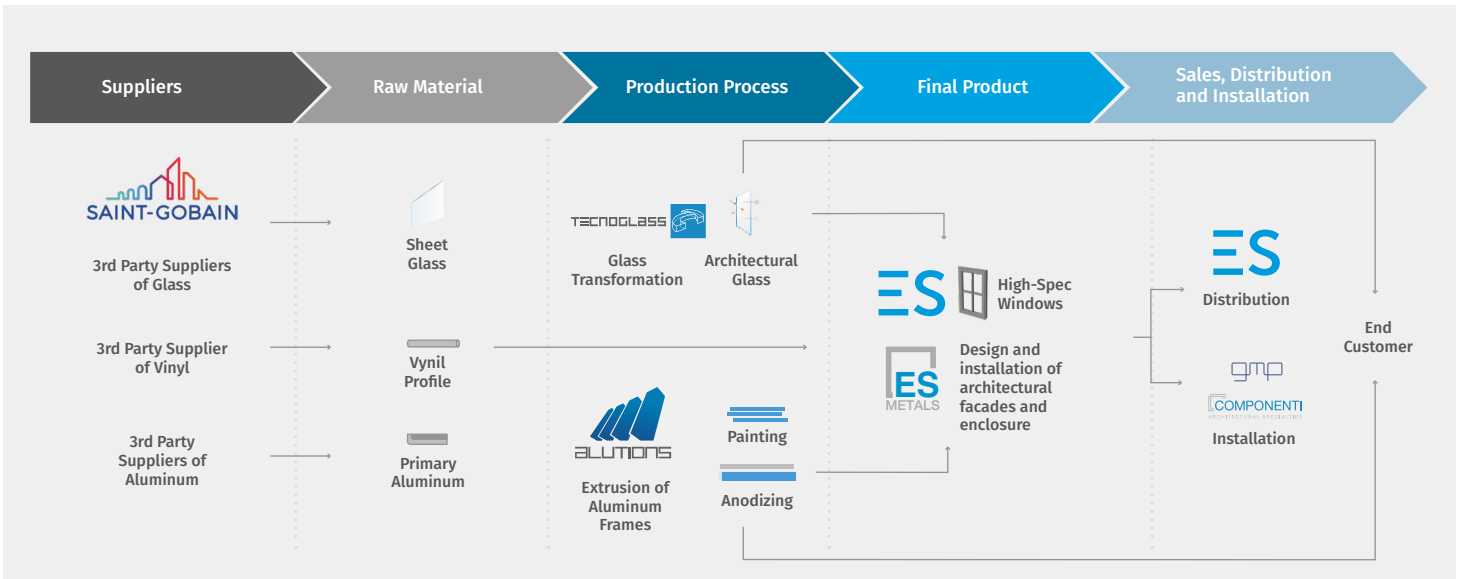 Suppliers
Raw Material
Production Process
Final Product
Sales, Distribution
and Installation
SAINT-GOBAIN
3rd Party Suppliers
of Glass
3rd Party Supplier
of Vinyl
3rd Party
Suppliers of
Aluminum
Sheet
Glass
Vynil
Profile
Primary
Aluminum
TECNOGLASS
Glass
Transformation
Architectural
Glass
ALUTIONS
Extrusion of
Aluminum
Frames
Painting
Anodizing
ES
High-Spec
Windows
ES
METALS
Design and
installation of
architectural
facades and
enclosure
ES
Distribution
gmp
COMPONENTI
ARCHITECTURAL SPECIALTIES
Installation
End
Customer